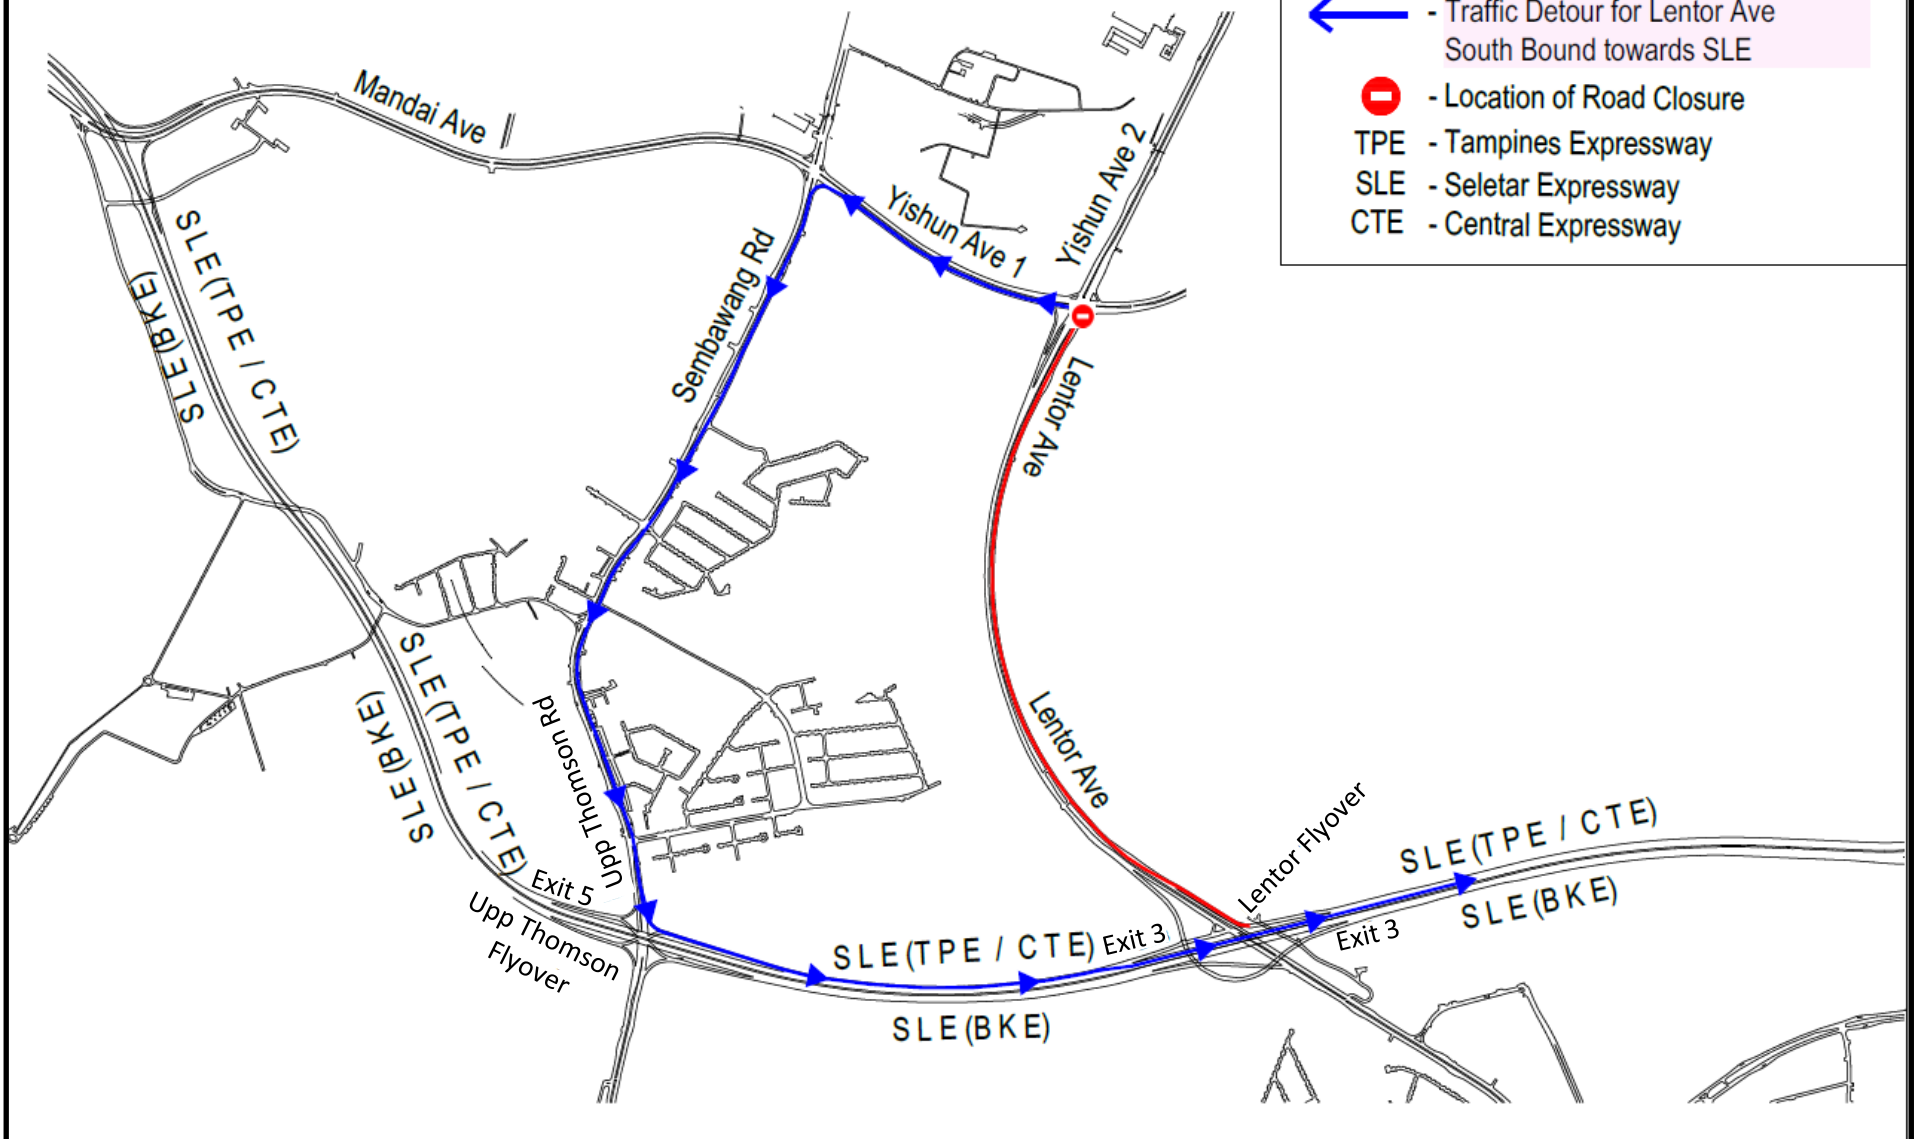 - Traffic Detour for Lentor Ave
South Bound towards SLE
- Location of Road Closure
TPE - Tampines Expressway
SLE - Seletar Expressway
CTE - Central Expressway
Mandai Ave
Yishun Ave 2
Yishun Ave 1
Sembawang Rd
SLE(TPE / CTE)
SLE(BKE)
Lentor Ave
SLE(TPE / CTE)
SLE(BKE)
Upp Thomson Rd
Lentor Ave
Lentor Flyover
SLE(TPE / CTE)
SLE(BKE)
Exit 5
Upp Thomson
Flyover
SLE(TPE / CTE)
Exit 3
Exit 3
SLE(BKE)